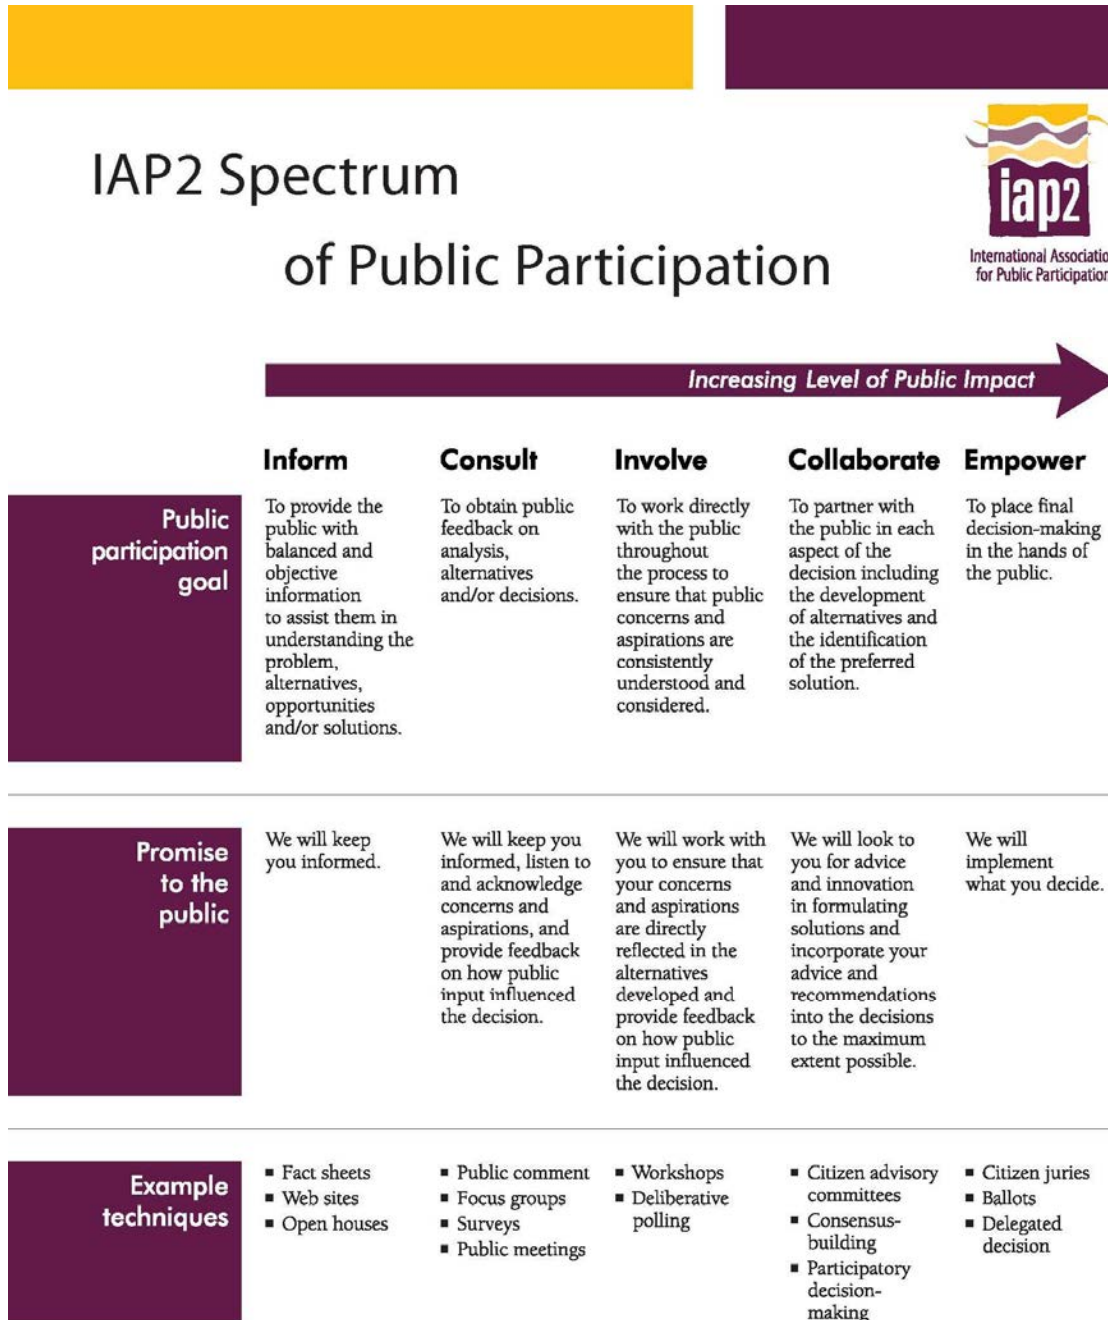 IAP2 Spectrum
of Public Participation
iap2
International Associatio
for Public Participation
Increasing Level of Public Impact
Inform
Consult
Involve
Collaborate
Empower
Public
participation
goal
To provide the
public with
balanced and
objective
information
to assist them in
understanding the
problem,
alternatives,
opportunities
and/or solutions.
To obtain public
feedback on
analysis,
alternatives
and/or decisions.
To work directly
with the public
throughout
the process to
ensure that public
concerns and
aspirations are
consistently
understood and
considered.
To partner with
the public in each
aspect of the
decision including
the development
of alternatives and
the identification
of the preferred
solution.
To place final
decision-making
in the hands of
the public.
Promise
to the
public
We will keep
you informed.
We will keep you
informed, listen to
and acknowledge
concerns and
aspirations, and
provide feedback
on how public
input influenced
the decision.
We will work with
you to ensure that
your concerns
and aspirations
are directly
reflected in the
alternatives
developed and
provide feedback
on how public
input influenced
the decision.
We will look to
you for advice
and innovation
in formulating
solutions and
incorporate your
advice and
recommendations
into the decisions
to the maximum
extent possible.
We will
implement
what you decide.
Example
techniques
▪ Fact sheets
▪ Web sites
▪ Open houses
▪ Public comment
▪ Focus groups
▪ Surveys
▪ Public meetings
▪ Workshops
▪ Deliberative
polling
▪ Citizen advisory
committees
▪ Consensus-
building
▪ Participatory
decision-
making
▪ Citizen juries
▪ Ballots
▪ Delegated
decision